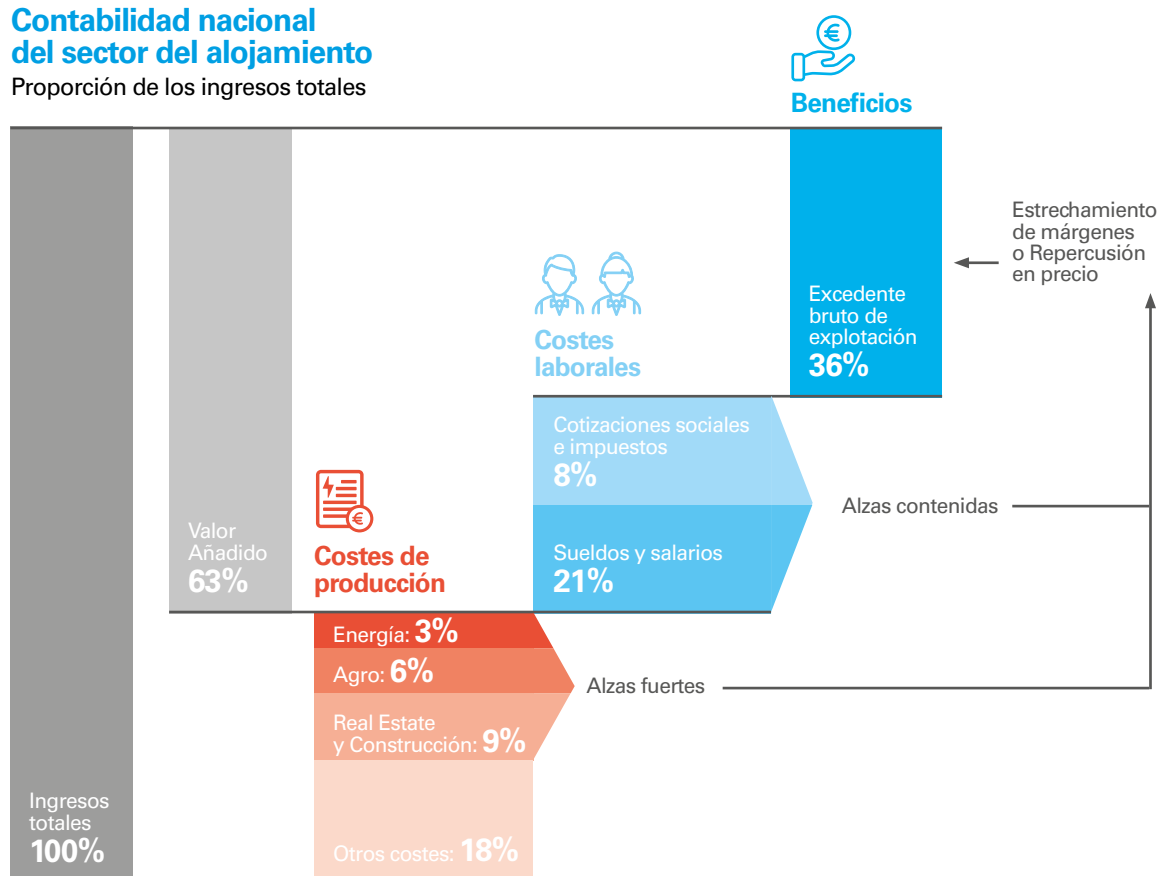 Contabilidad nacional
del sector del alojamiento
Proporción de los ingresos totales
Beneficios
Estrechamiento
de márgenes
o Repercusión
en precio
Excedente
bruto de
explotación
36%
Costes
laborales
Cotizaciones sociales
e impuestos
8%
Alzas contenidas
Sueldos y salarios
21%
Valor
Añadido
63%
€
Costes de
producción
Energía: 3%
Agro: 6%
Alzas fuertes
Real Estate
y Construcción: 9%
Otros costes: 18%
Ingresos
totales
100%
€